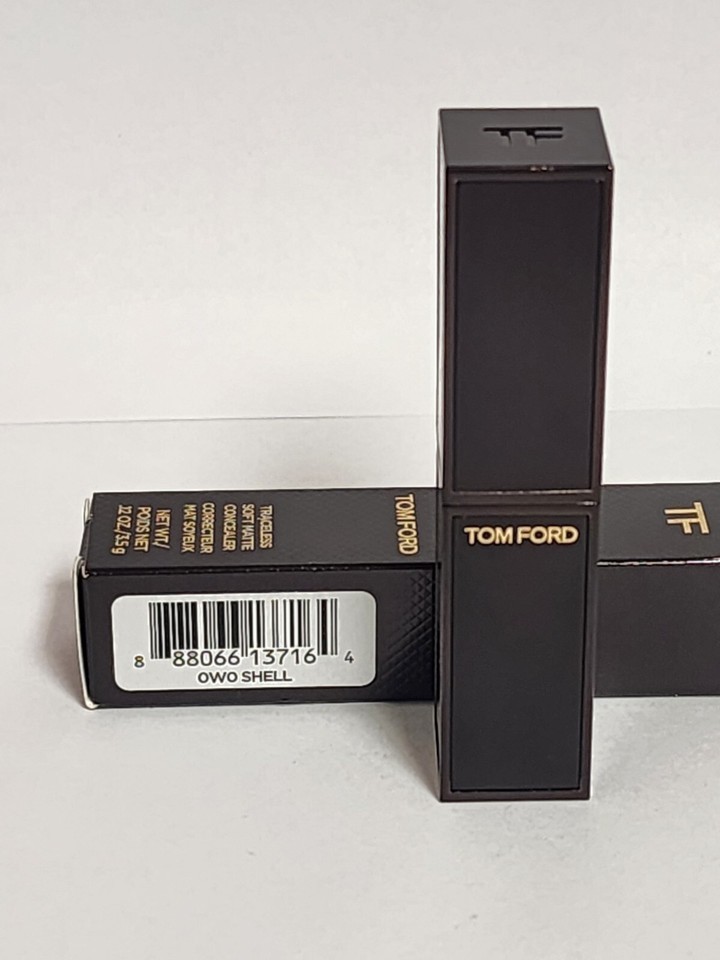 TF
TOM FORD
TOM FORD
TF
TRACELESS
SOFT MATTE
CONCEALER
CORRECTEUR
MAT SOYEUX
NET WT/
POIDS NET
.12 OZ./3.5 g
8 88066 13716 4
0W0 SHELL